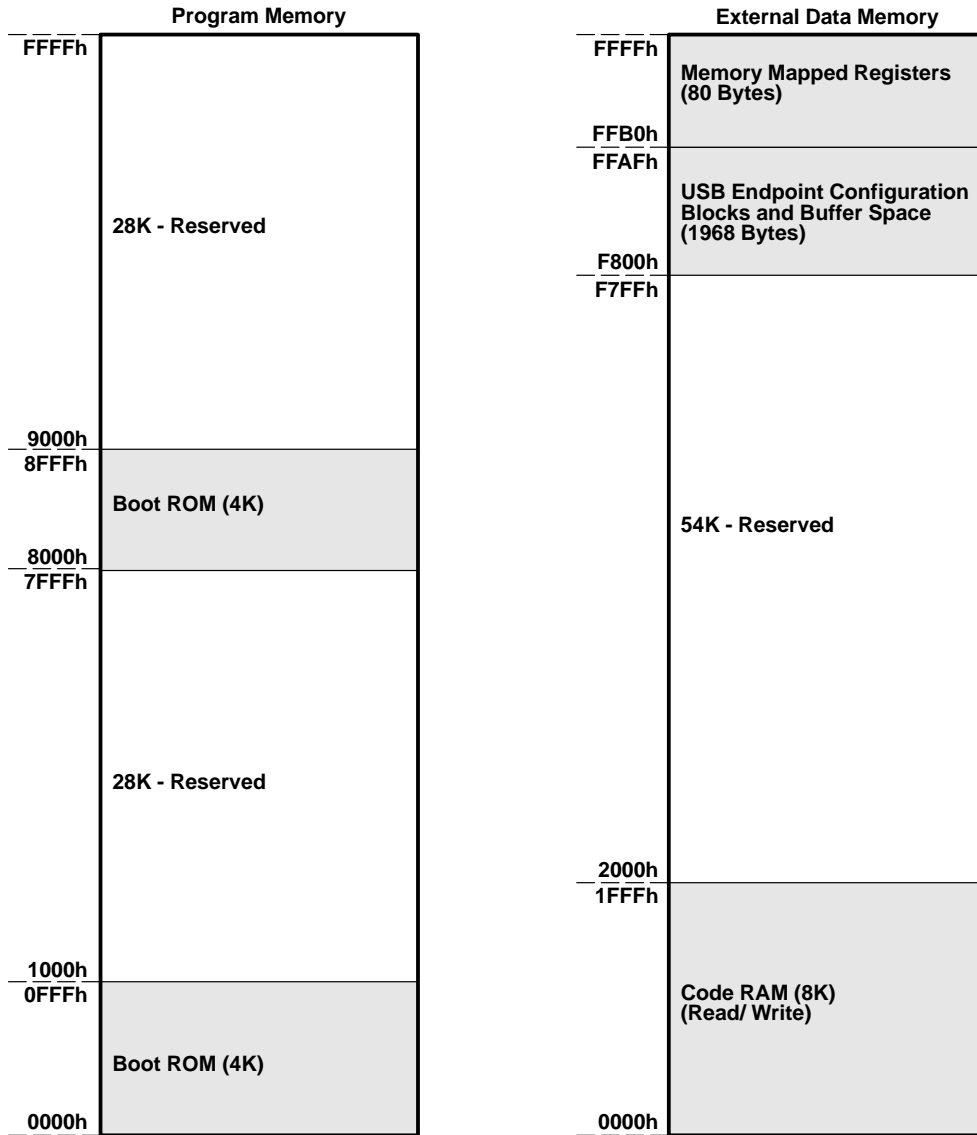 Program Memory
FFFFh
28K - Reserved
9000h
8FFFh
Boot ROM (4K)
8000h
7FFFh
28K - Reserved
1000h
0FFFh
Boot ROM (4K)
0000h
External Data Memory
FFFFh
Memory Mapped Registers
(80 Bytes)
FFB0h
FFAFh
USB Endpoint Configuration
Blocks and Buffer Space
(1968 Bytes)
F800h
F7FFh
54K - Reserved
2000h
1FFFh
Code RAM (8K)
(Read/ Write)
0000h